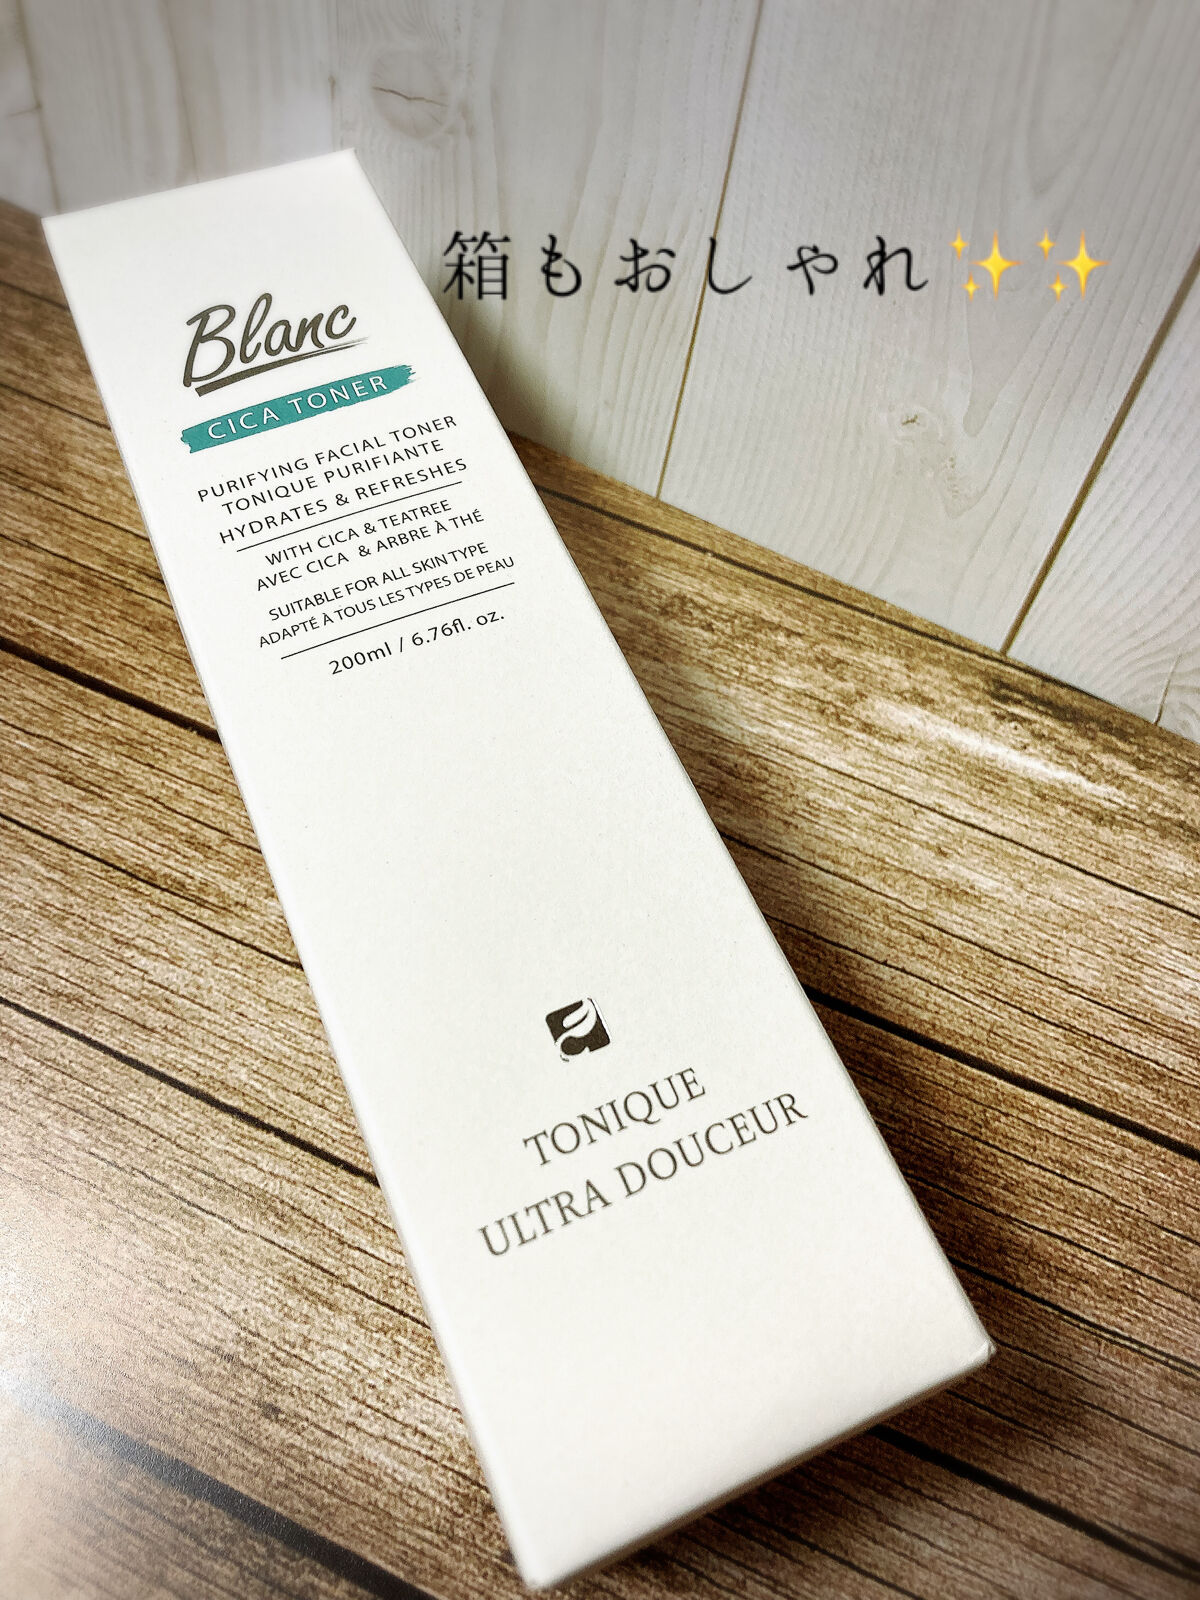 箱もおしゃれ✨✨
Blanc
CICA TONER
PURIFYING FACIAL TONER
TONIQUE PURIFIANTE
HYDRATES & REFRESHES
WITH CICA & TEATREE
AVEC CICA & ARBRE À THÉ
SUITABLE FOR ALL SKIN TYPE
ADAPTÉ À TOUS LES TYPES DE PEAU
200ml / 6.76fl. oz.
TONIQUE
ULTRA DOUCEUR